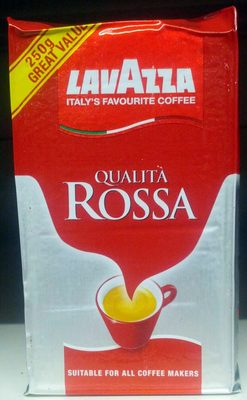 250g
GREAT VALUE
LAVAZZA
ITALY'S FAVOURITE COFFEE
QUALITÀ
ROSSA
SUITABLE FOR ALL COFFEE MAKERS